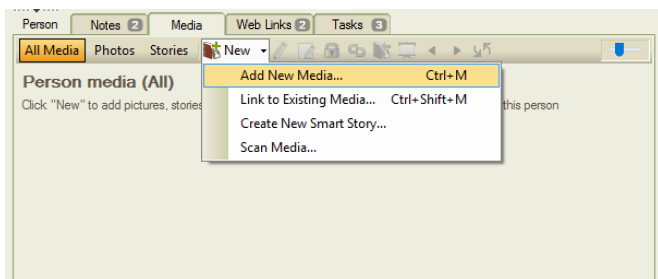 Person Notes 2 Media Web Links 2 Tasks 3
All Media Photos Stories New
Add New Media... Ctrl+M
Person media (All)
Link to Existing Media... Ctrl+Shift+M
Click "New" to add pictures, stories this person
Create New Smart Story...
Scan Media...